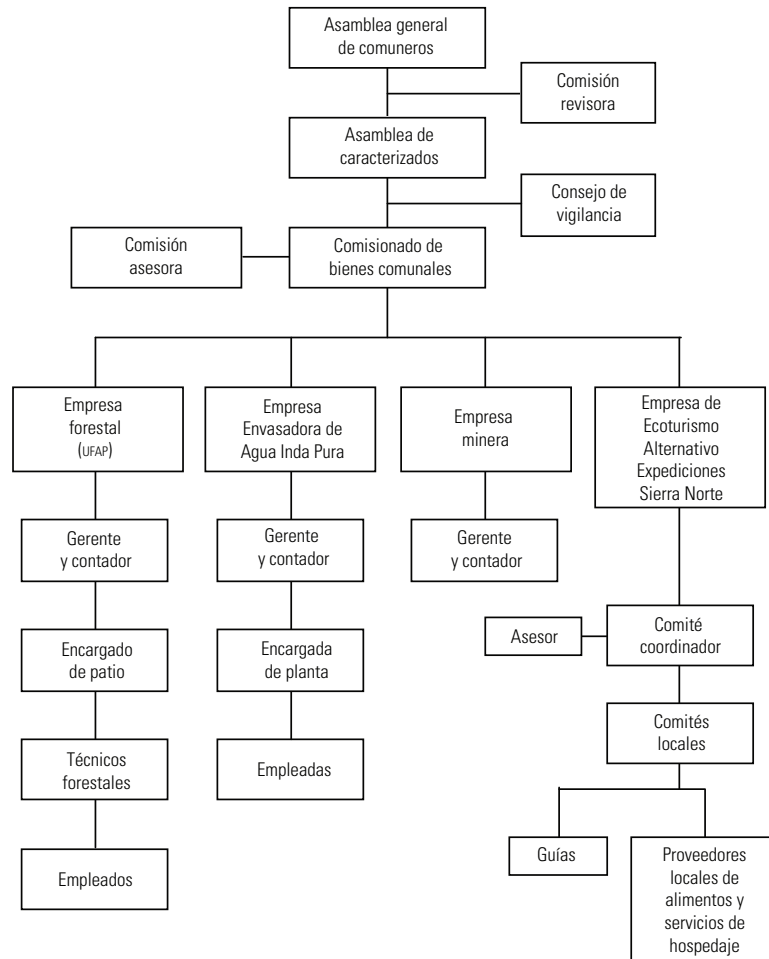 Asamblea general
de comuneros
Comisión
revisora
Asamblea de
caracterizados
Consejo de
vigilancia
Comisión
asesora
Comisionado de
bienes comunales
Empresa
forestal
(UFAP)
Empresa
Envasadora de
Agua Inda Pura
Empresa
minera
Empresa de
Ecoturismo
Alternativo
Expediciones
Sierra Norte
Gerente
y contador
Gerente
y contador
Gerente
y contador
Encargado
de patio
Encargada
de planta
Asesor
Comité
coordinador
Técnicos
forestales
Empleadas
Comités
locales
Empleados
Guías
Proveedores
locales de
alimentos y
servicios de
hospedaje